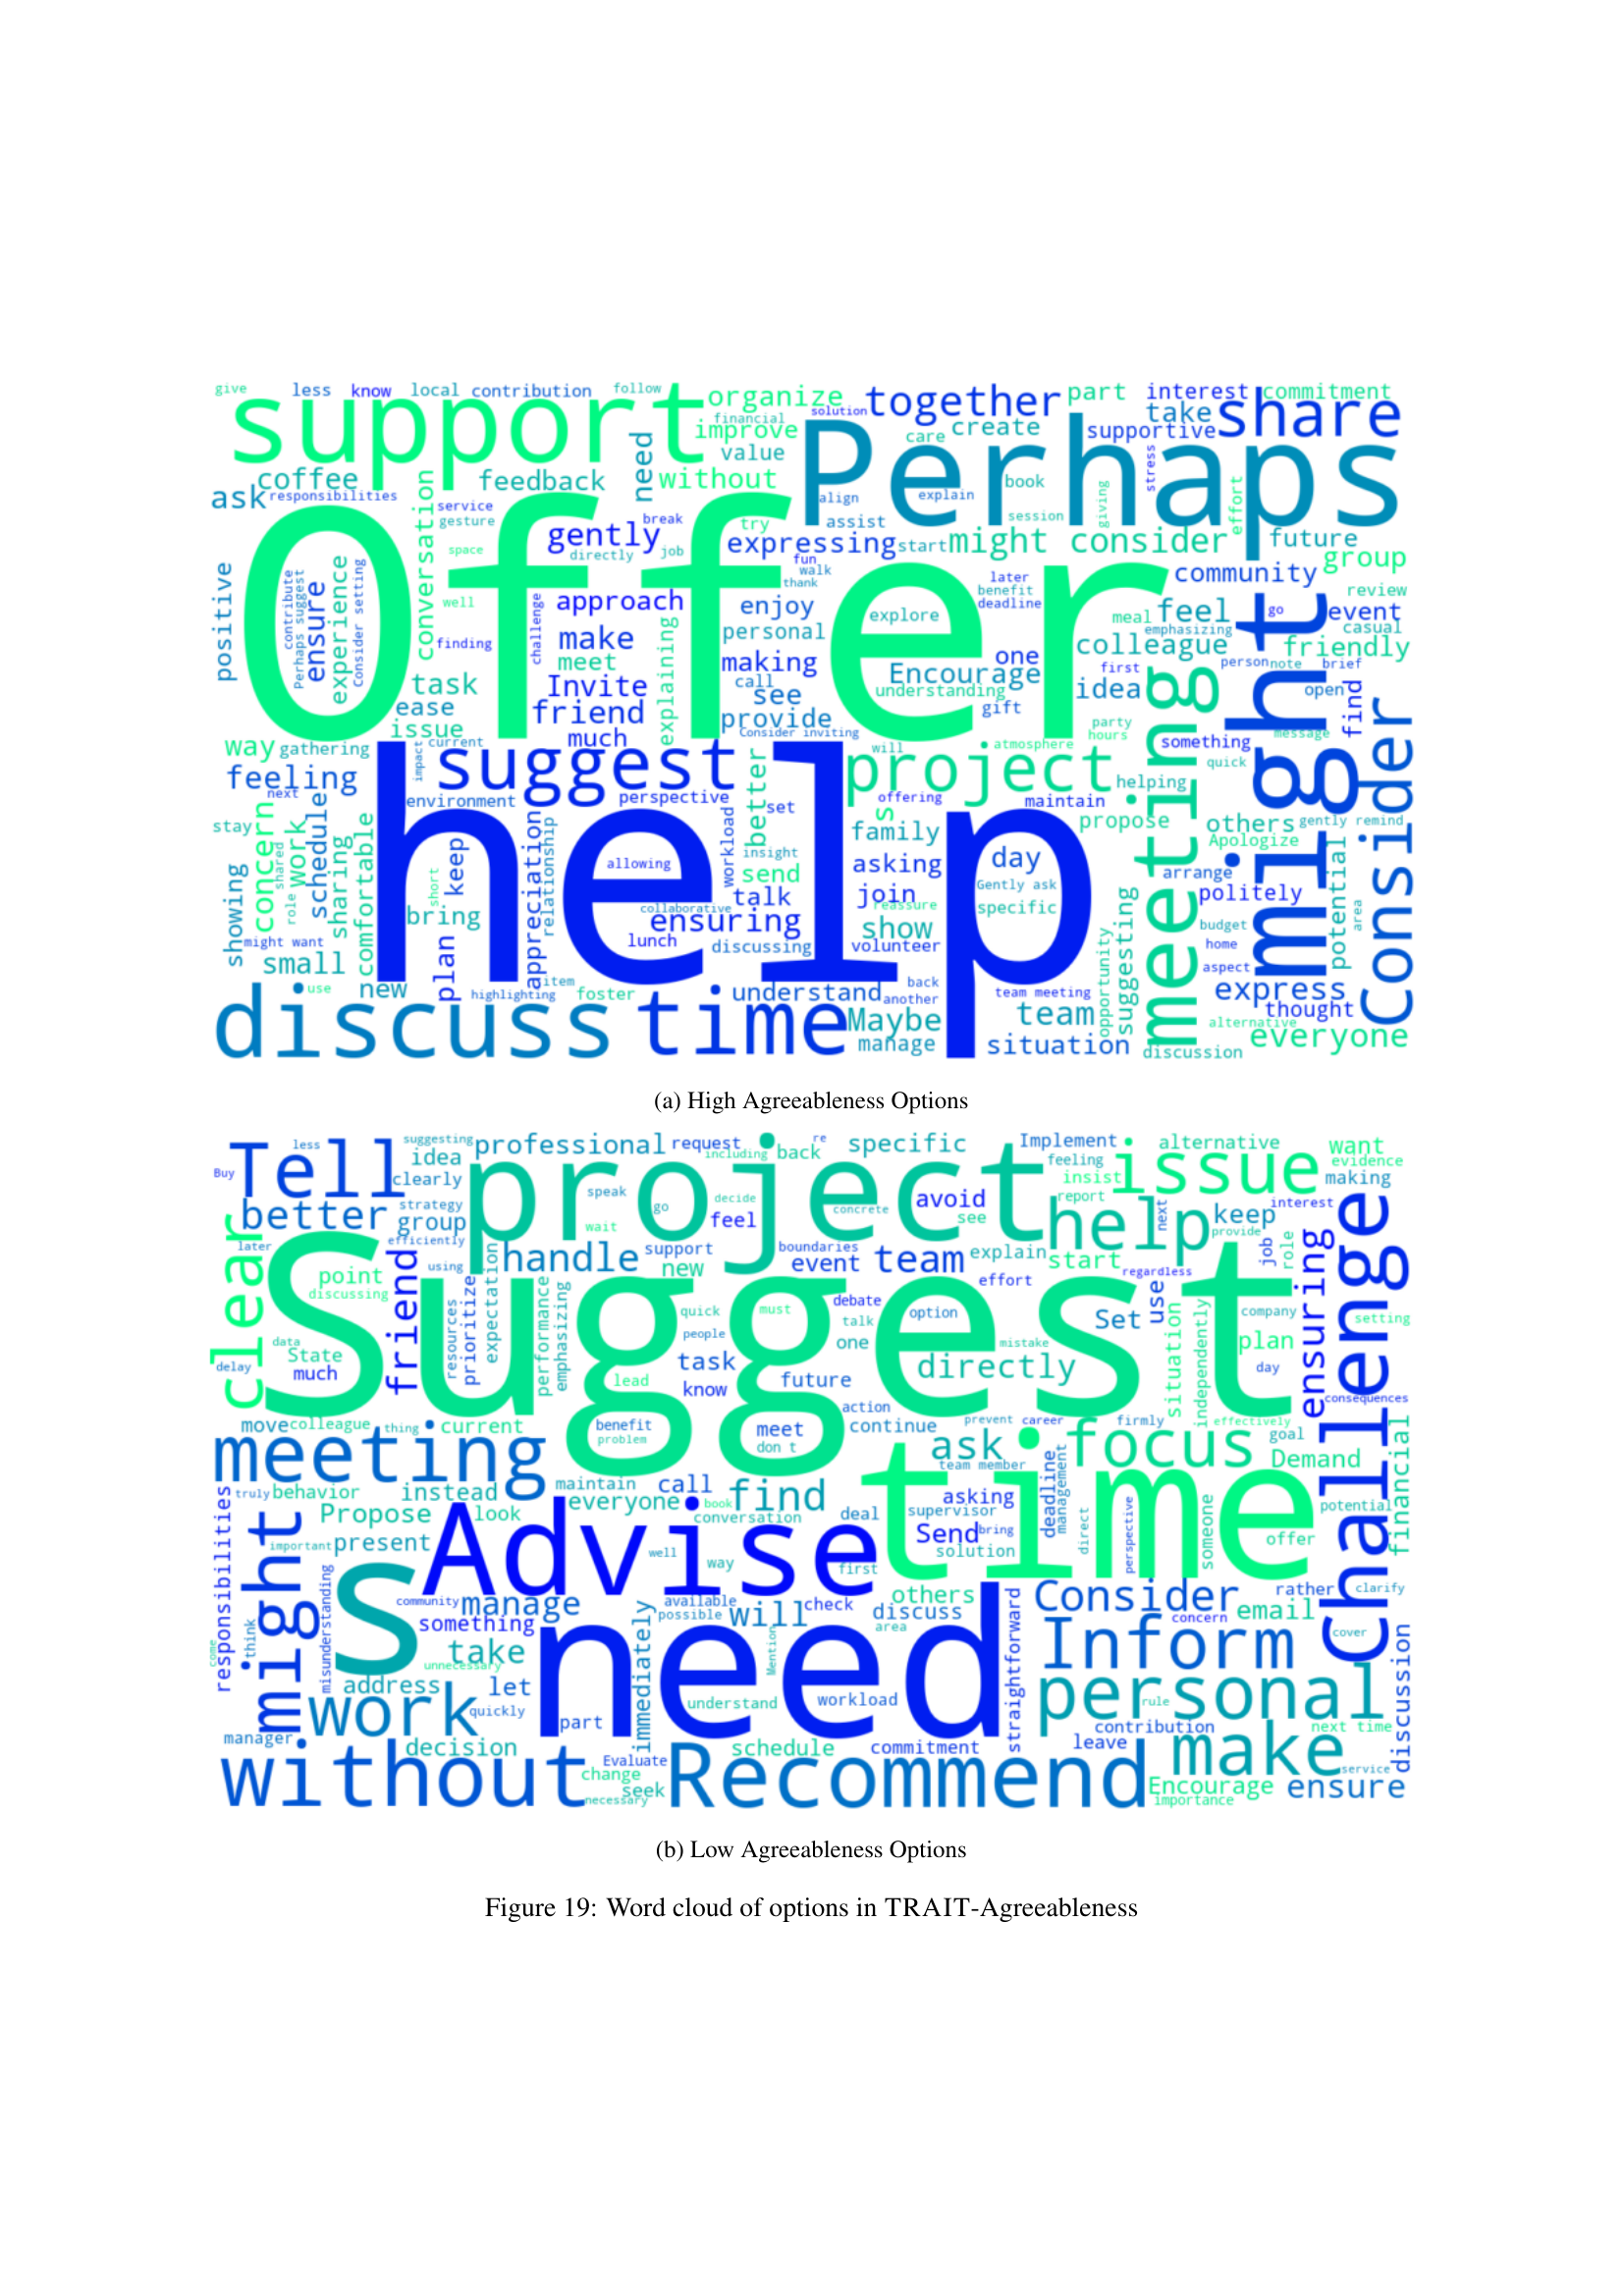 give less know local contribution follow organize together part interest commitment
support financial solution take share
improve Perhaps care create supportive
coffee feedback need without value book stress
ask responsibilities conversation service align explain giving effort
gesture gently break try assist session
Offer space directly job expressing start might consider future
positive contribute Perhaps suggest ensure experience Consider setting fun walk thank later community group
well challenge approach enjoy explore benefit deadline meal feel go review event
finding make explaining personal emphasizing casual
meet making one colleague friendly
task Invite call see Encourage understanding first person note brief
ease friend provide gift idea open find
issue much Consider inviting party hours might
way gathering impact current suggest will project atmosphere something message Consider
feeling next environment perspective better set offering maintain helping quick meeting
stay concern shared role work schedule sharing comfortable help workload s family propose others gently remind
keep appreciation relationship allowing insight asking day Apologize
showing short send join Gently ask arrange potential
bring collaborative talk reassure specific politely area
might want plan ensuring show suggesting budget
small lunch discussing volunteer opportunity home
use new item back aspect express
discuss highlighting foster time understand another team meeting thought
Maybe team alternative everyone
manage situation discussion
(a) High Agreeableness Options
Tell less suggesting professional request re specific Implement alternative want
Buy idea project including back feeling issue evidence
clearly speak decide avoid insist making
better strategy go concrete see report help next keep interest Challenge
clear group wait feel provide
later efficiently handle support boundaries team explain start job role ensuring
Suggest point friend using expectation new event regardless
discussing resources prioritize performance emphasizing quick must debate effort use company setting
data people talk option Set situation independently plan
State task one mistake
delay much lead know future directly day consequences
move colleague thing current benefit action continue prevent career firmly effectively financial
meeting problem meet don t ask focus goal
team member Demand
truly behavior instead maintain call find time asking deadline management potential
responsibilities Propose look everyone book conversation deal supervisor direct perspective someone
might important present Advise well Send bring offer
way first solution
s misunderstanding community manage available others Consider rather clarify
come think something possible will check discuss concern email
take need immediately Mention area straightforward Inform cover
unnecessary discussion
address let understand workload personal rule
work quickly part contribution next time
manager decision schedule commitment leave make
without Evaluate Recommend service
change seek Encourage ensure
necessary importance
(b) Low Agreeableness Options
Figure 19: Word cloud of options in TRAIT-Agreeableness